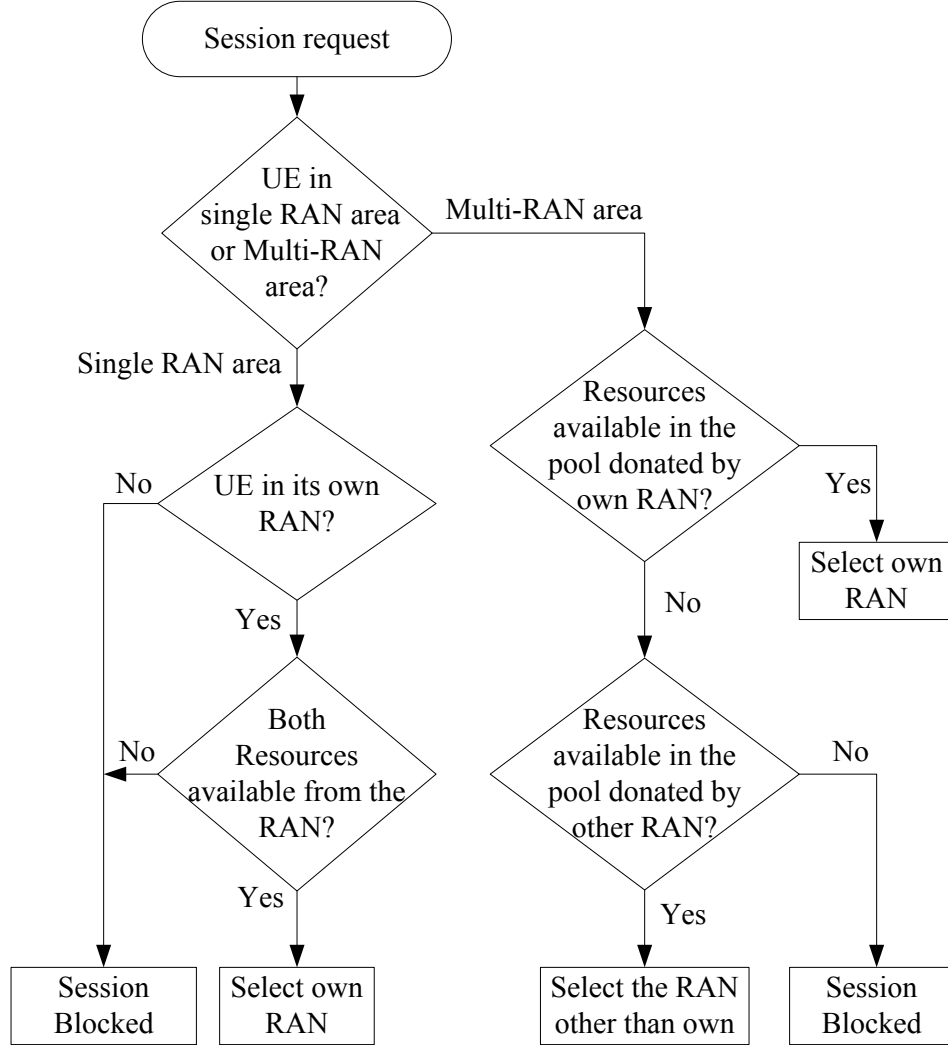 Session request
UE in
single RAN area
or Multi-RAN
area?
Multi-RAN area
Single RAN area
Resources
available in the
pool donated by
own RAN?
No
UE in its own
RAN?
Yes
Select own
RAN
Yes
No
Both
Resources
available from the
RAN?
No
Resources
available in the
pool donated by
other RAN?
No
Yes
Yes
Session
Blocked
Select own
RAN
Select the RAN
other than own
Session
Blocked